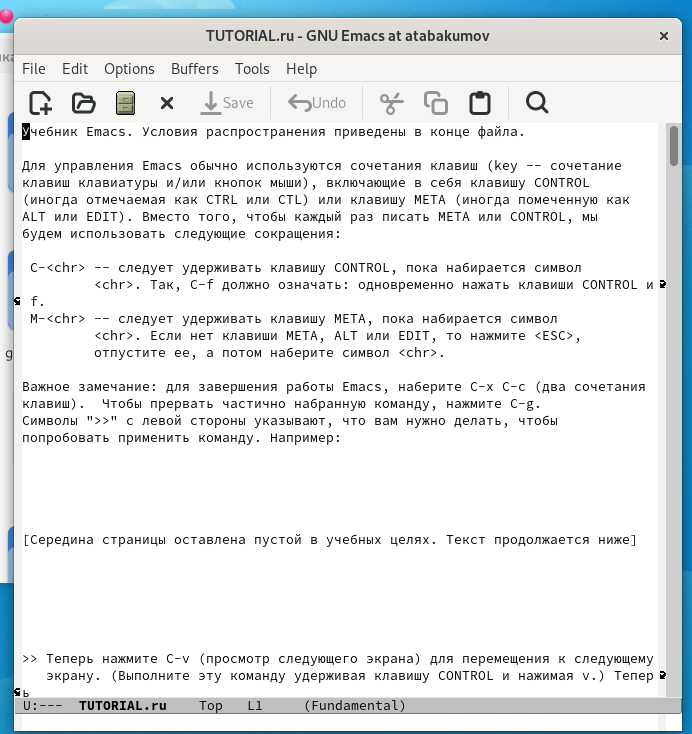 TUTORIAL.ru - GNU Emacs at atabakumov
File Edit Options Buffers Tools Help
Save Undo
Учебник Emacs. Условия распространения приведены в конце файла.
Для управления Emacs обычно используются сочетания клавиш (key -- сочетание
клавиш клавиатуры и/или кнопок мыши), включающие в себя клавишу CONTROL
(иногда отмечаемая как CTRL или CTL) или клавишу META (иногда помеченную как
ALT или EDIT). Вместо того, чтобы каждый раз писать META или CONTROL, мы
будем использовать следующие сокращения:
C-<chr> -- следует удерживать клавишу CONTROL, пока набирается символ
<chr>. Так, C-f должно означать: одновременно нажать клавиши CONTROL и
f.
M-<chr> -- следует удерживать клавишу META, пока набирается символ
<chr>. Если нет клавиши META, ALT или EDIT, то нажмите <ESC>,
отпустите ее, а потом наберите символ <chr>.
Важное замечание: для завершения работы Emacs, наберите C-x C-c (два сочетания
клавиш).  Чтобы прервать частично набранную команду, нажмите C-g.
Символы ">>" с левой стороны указывают, что вам нужно делать, чтобы
попробовать применить команду. Например:
[Середина страницы оставлена пустой в учебных целях. Текст продолжается ниже]
>> Теперь нажмите C-v (просмотр следующего экрана) для перемещения к следующему
экрану. (Выполните эту команду удерживая клавишу CONTROL и нажимая v.) Тепер
ь
U:--- TUTORIAL.ru Top L1 (Fundamental)